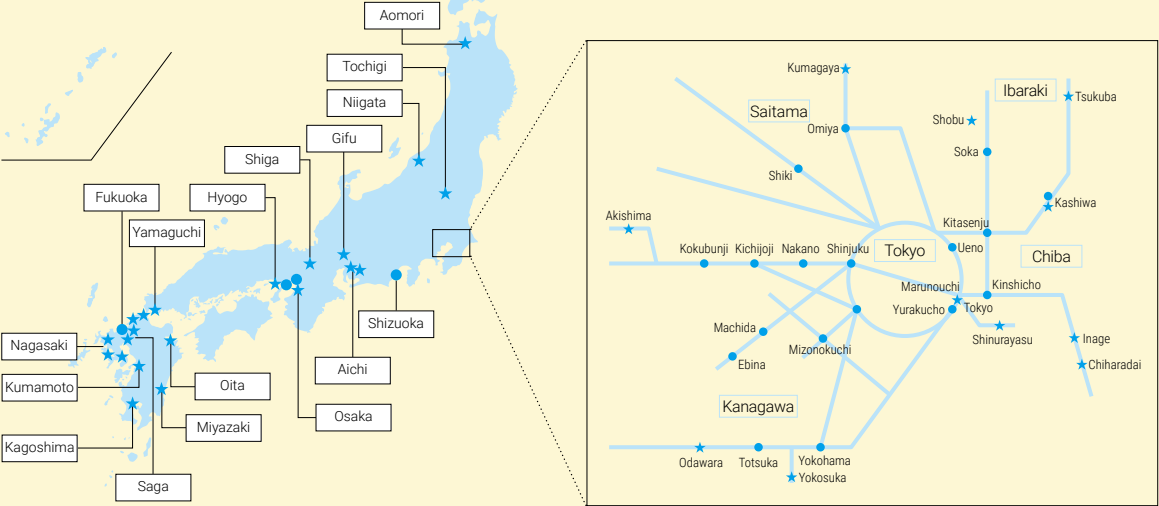 Aomori
Tochigi
Niigata
Gifu
Shiga
Fukuoka
Hyogo
Yamaguchi
Shizuoka
Nagasaki
Aichi
Kumamoto
Oita
Osaka
Miyazaki
Kagoshima
Saga
Kumagaya
Saitama
Ibaraki
Tsukuba
Shobu
Omiya
Soka
Shiki
Kashiwa
Akishima
Kitasenju
Kokubunji
Kichijoji
Nakano
Shinjuku
Tokyo
Ueno
Chiba
Marunouchi
Kinshicho
Yurakucho
Tokyo
Machida
Shinurayasu
Inage
Mizonokuchi
Ebina
Chiharadai
Kanagawa
Odawara
Totsuka
Yokohama
Yokosuka